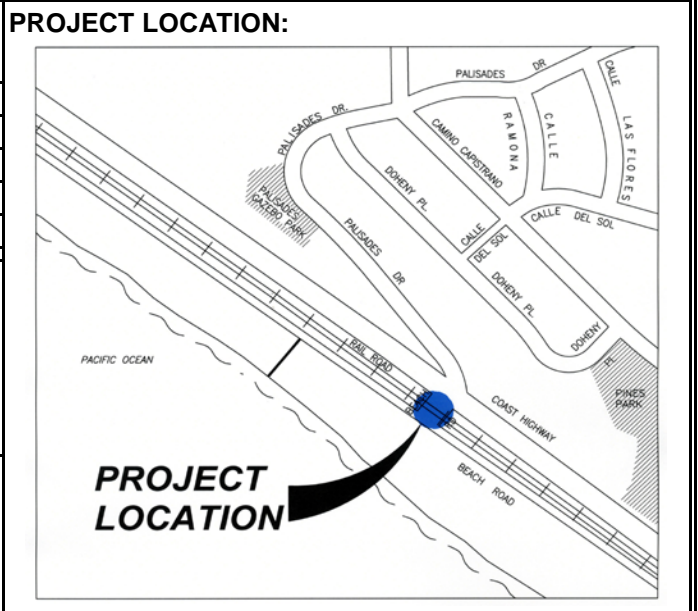 PROJECT LOCATION:
PALISADES DR
PALISADES DR.
CALLE
LAS FLORES
CALLE
RAMONA
CAMINO CAPISTRANO
DOHENY PL.
PALISADES
GAZEBO PARK
CALLE DEL SOL
CALLE
DEL SOL
PALISADES DR
DOHENY PL.
DOHENY
PL.
RAIL ROAD
PACIFIC OCEAN
PINES
PARK
COAST HIGHWAY
BEACH ROAD
PROJECT
LOCATION